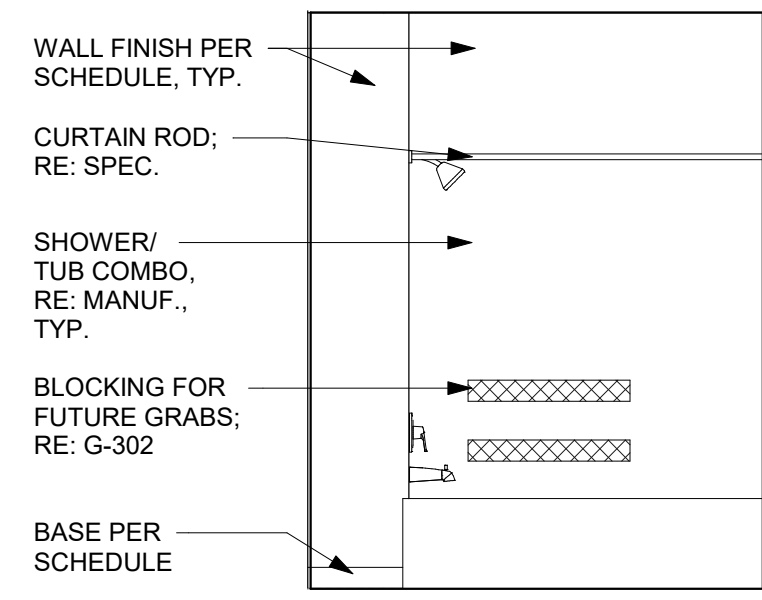 WALL FINISH PER
SCHEDULE, TYP.
CURTAIN ROD;
RE: SPEC.
SHOWER/
TUB COMBO,
RE: MANUF.,
TYP.
BLOCKING FOR
FUTURE GRABS;
RE: G-302
BASE PER
SCHEDULE